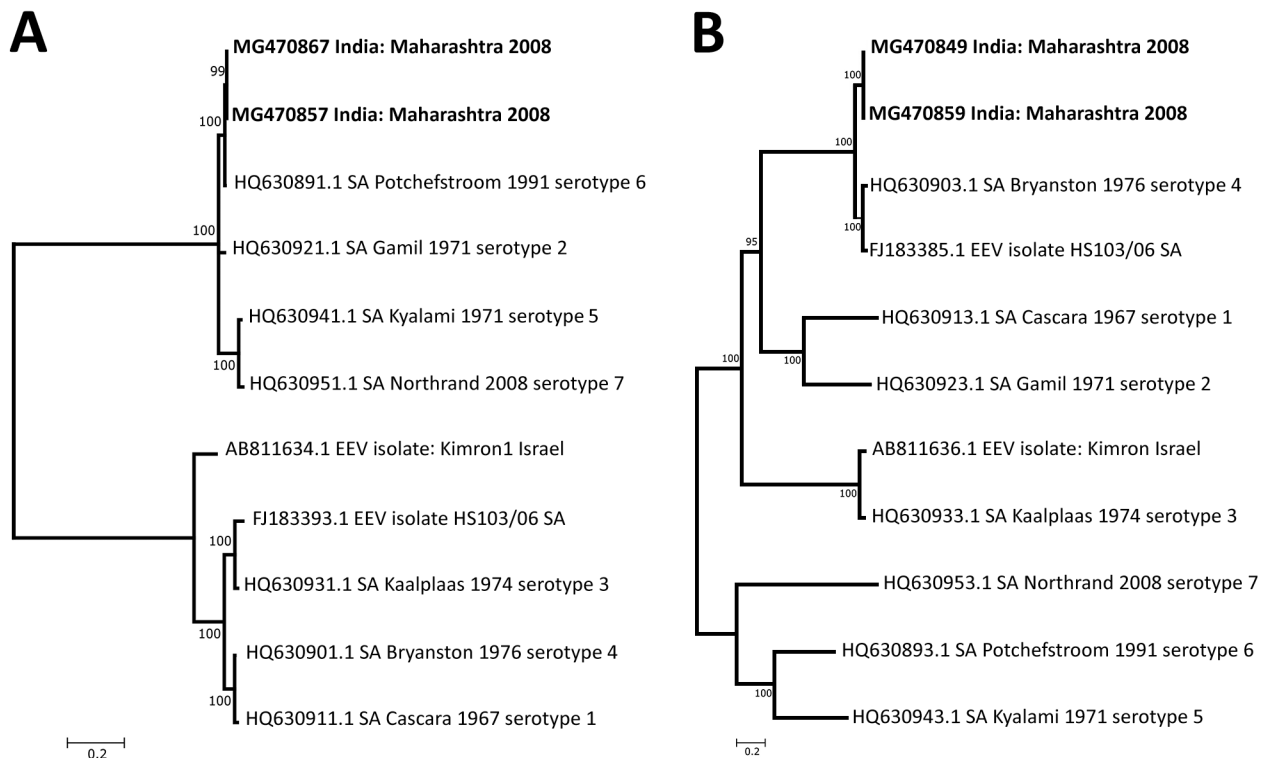 A
MG470867 India: Maharashtra 2008
99
MG470857 India: Maharashtra 2008
100
HQ630891.1 SA Potchefstroom 1991 serotype 6
100
HQ630921.1 SA Gamil 1971 serotype 2
HQ630941.1 SA Kyalami 1971 serotype 5
100
HQ630951.1 SA Northrand 2008 serotype 7
AB811634.1 EEV isolate: Kimron1 Israel
FJ183393.1 EEV isolate HS103/06 SA
100
HQ630931.1 SA Kaalplaas 1974 serotype 3
100
HQ630901.1 SA Bryanston 1976 serotype 4
100
HQ630911.1 SA Cascara 1967 serotype 1
0.2
B
MG470849 India: Maharashtra 2008
100
MG470859 India: Maharashtra 2008
100
HQ630903.1 SA Bryanston 1976 serotype 4
100
FJ183385.1 EEV isolate HS103/06 SA
95
HQ630913.1 SA Cascara 1967 serotype 1
100
100
HQ630923.1 SA Gamil 1971 serotype 2
AB811636.1 EEV isolate: Kimron Israel
100
HQ630933.1 SA Kaalplaas 1974 serotype 3
HQ630953.1 SA Northrand 2008 serotype 7
HQ630893.1 SA Potchefstroom 1991 serotype 6
100
HQ630943.1 SA Kyalami 1971 serotype 5
0.2